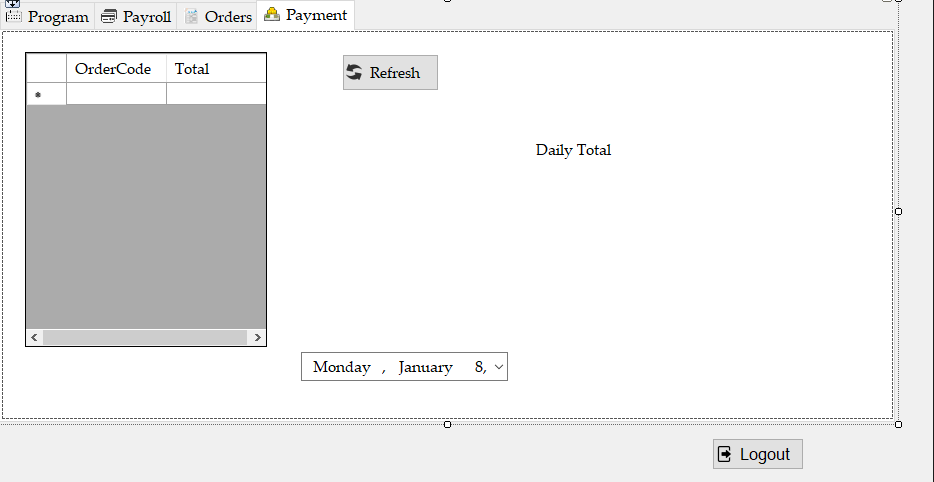 Program Payroll Orders Payment
OrderCode Total
Refresh
Daily Total
Monday , January 8,
Logout